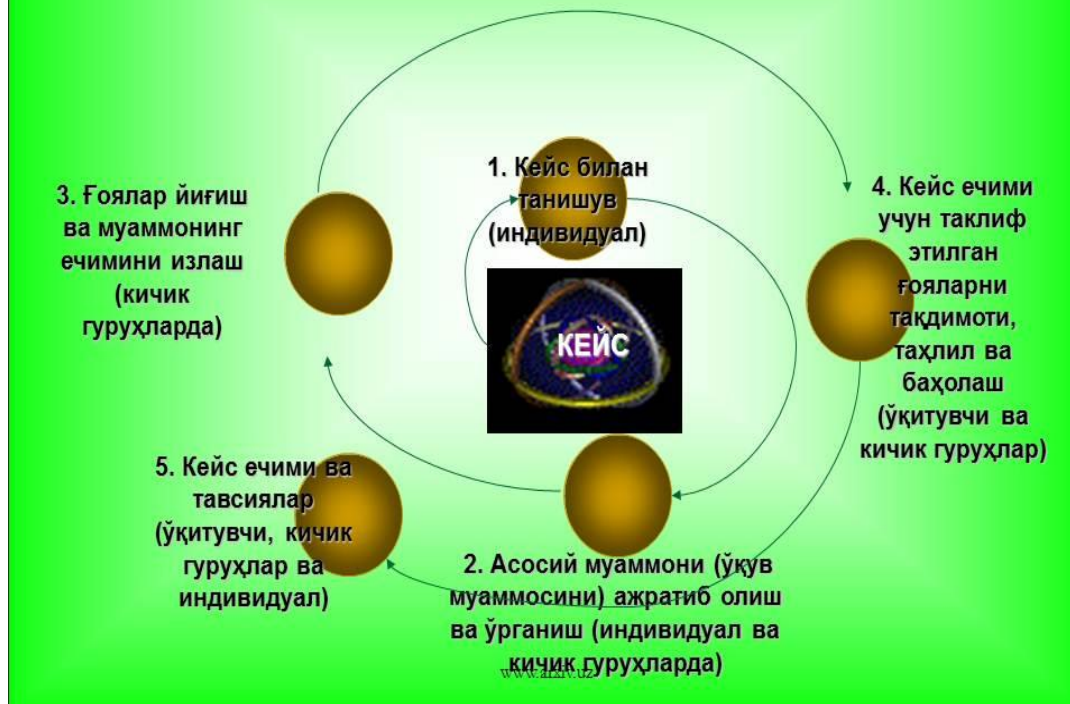 1. Кейс билан
танишув
(индивидуал)
КЕЙС
2. Асосий муаммони (ўқув
муаммосини) ажратиб олиш
ва ўрганиш (индивидуал ва
кичик гуруҳларда)
3. Ғоялар йиғиш
ва муаммонинг
ечимини излаш
(кичик
гуруҳларда)
4. Кейс ечими
учун таклиф
этилган
ғояларни
тақдимоти,
таҳлил ва
баҳолаш
(ўқитувчи ва
кичик гуруҳлар)
5. Кейс ечими ва
тавсиялар
(ўқитувчи, кичик
гуруҳлар ва
индивидуал)
www.arxiv.uz